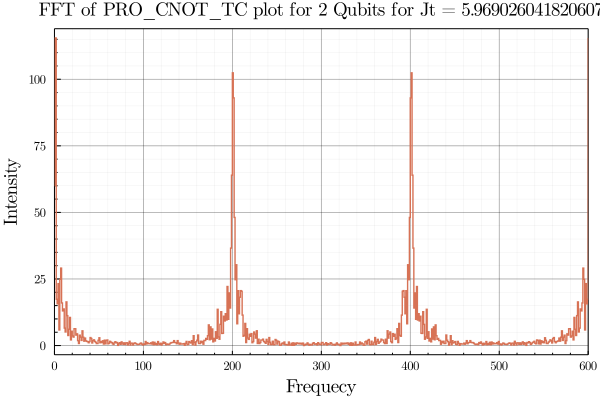 FFT of PRO_CNOT_TC plot for 2 Qubits for Jt = 5.969026041820607
Intensity
100
75
50
25
0
0 100 200 300 400 500 600
Frequecy